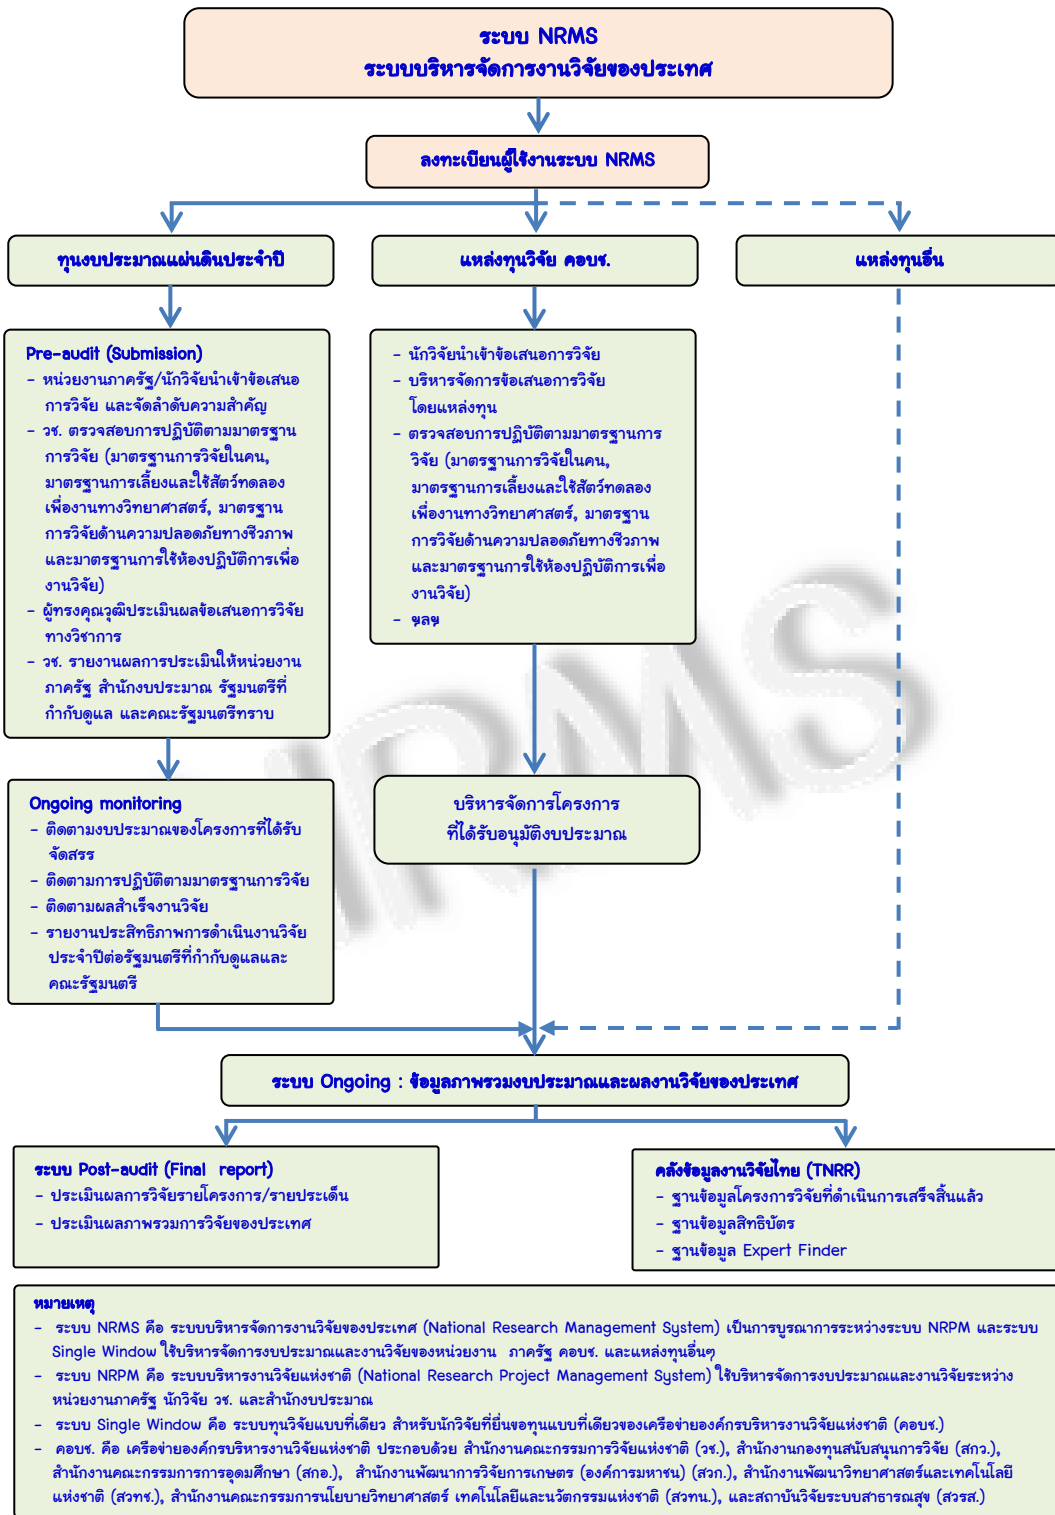 ระบบ NRMS
ระบบบริหารจัดการงานวิจัยของประเทศ
ลงทะเบียนผู้ใช้งานระบบ NRMS
ทุนงบประมาณแผ่นดินประจำปี
แหล่งทุนวิจัย คอบช.
แหล่งทุนอื่น
Pre-audit (Submission)
- หน่วยงานภาครัฐ/นักวิจัยนำเข้าข้อเสนอ
การวิจัย และจัดลำดับความสำคัญ
- วช. ตรวจสอบการปฏิบัติตามมาตรฐาน
การวิจัย (มาตรฐานการวิจัยในคน,
มาตรฐานการเลี้ยงและใช้สัตว์ทดลอง
เพื่องานทางวิทยาศาสตร์, มาตรฐาน
การวิจัยด้านความปลอดภัยทางชีวภาพ
และมาตรฐานการใช้ห้องปฏิบัติการเพื่อ
งานวิจัย)
- ผู้ทรงคุณวุฒิประเมินผลข้อเสนอการวิจัย
ทางวิชาการ
- วช. รายงานผลการประเมินให้หน่วยงาน
ภาครัฐ สำนักงบประมาณ รัฐมนตรีที่
กำกับดูแล และคณะรัฐมนตรีทราบ
- นักวิจัยนำเข้าข้อเสนอการวิจัย
- บริหารจัดการข้อเสนอการวิจัย
โดยแหล่งทุน
- ตรวจสอบการปฏิบัติตามมาตรฐานการ
วิจัย (มาตรฐานการวิจัยในคน,
มาตรฐานการเลี้ยงและใช้สัตว์ทดลอง
เพื่องานทางวิทยาศาสตร์, มาตรฐาน
การวิจัยด้านความปลอดภัยทางชีวภาพ
และมาตรฐานการใช้ห้องปฏิบัติการเพื่อ
งานวิจัย)
- ฯลฯ
Ongoing monitoring
- ติดตามงบประมาณของโครงการที่ได้รับ
จัดสรร
- ติดตามการปฏิบัติตามมาตรฐานการวิจัย
- ติดตามผลสำเร็จงานวิจัย
- รายงานประสิทธิภาพการดำเนินงานวิจัย
ประจำปีต่อรัฐมนตรีที่กำกับดูแลและ
คณะรัฐมนตรี
บริหารจัดการโครงการ
ที่ได้รับอนุมัติงบประมาณ
NRMS
ระบบ Ongoing : ข้อมูลภาพรวมงบประมาณและผลงานวิจัยของประเทศ
ระบบ Post-audit (Final report)
- ประเมินผลการวิจัยรายโครงการ/รายประเด็น
- ประเมินผลภาพรวมการวิจัยของประเทศ
คลังข้อมูลงานวิจัยไทย (TNRR)
- ฐานข้อมูลโครงการวิจัยที่ดำเนินการเสร็จสิ้นแล้ว
- ฐานข้อมูลสิทธิบัตร
- ฐานข้อมูล Expert Finder
หมายเหตุ
- ระบบ NRMS คือ ระบบบริหารจัดการงานวิจัยของประเทศ (National Research Management System) เป็นการบูรณาการระหว่างระบบ NRPM และระบบ
Single Window ใช้บริหารจัดการงบประมาณและงานวิจัยของหน่วยงาน ภาครัฐ คอบช. และแหล่งทุนอื่นๆ
- ระบบ NRPM คือ ระบบบริหารงานวิจัยแห่งชาติ (National Research Project Management System) ใช้บริหารจัดการงบประมาณและงานวิจัยระหว่าง
หน่วยงานภาครัฐ นักวิจัย วช. และสำนักงบประมาณ
- ระบบ Single Window คือ ระบบทุนวิจัยแบบที่เดียว สำหรับนักวิจัยที่ยื่นขอทุนแบบที่เดียวของเครือข่ายองค์กรบริหารงานวิจัยแห่งชาติ (คอบช.)
- คอบช. คือ เครือข่ายองค์กรบริหารงานวิจัยแห่งชาติ ประกอบด้วย สำนักงานคณะกรรมการวิจัยแห่งชาติ (วช.), สำนักงานกองทุนสนับสนุนการวิจัย (สกว.),
สำนักงานคณะกรรมการการอุดมศึกษา (สกอ.), สำนักงานพัฒนาการวิจัยการเกษตร (องค์การมหาชน) (สวก.), สำนักงานพัฒนาวิทยาศาสตร์และเทคโนโลยี
แห่งชาติ (สวทช.), สำนักงานคณะกรรมการนโยบายวิทยาศาสตร์ เทคโนโลยีและนวัตกรรมแห่งชาติ (สวทน.), และสถาบันวิจัยระบบสาธารณสุข (สวรส.)